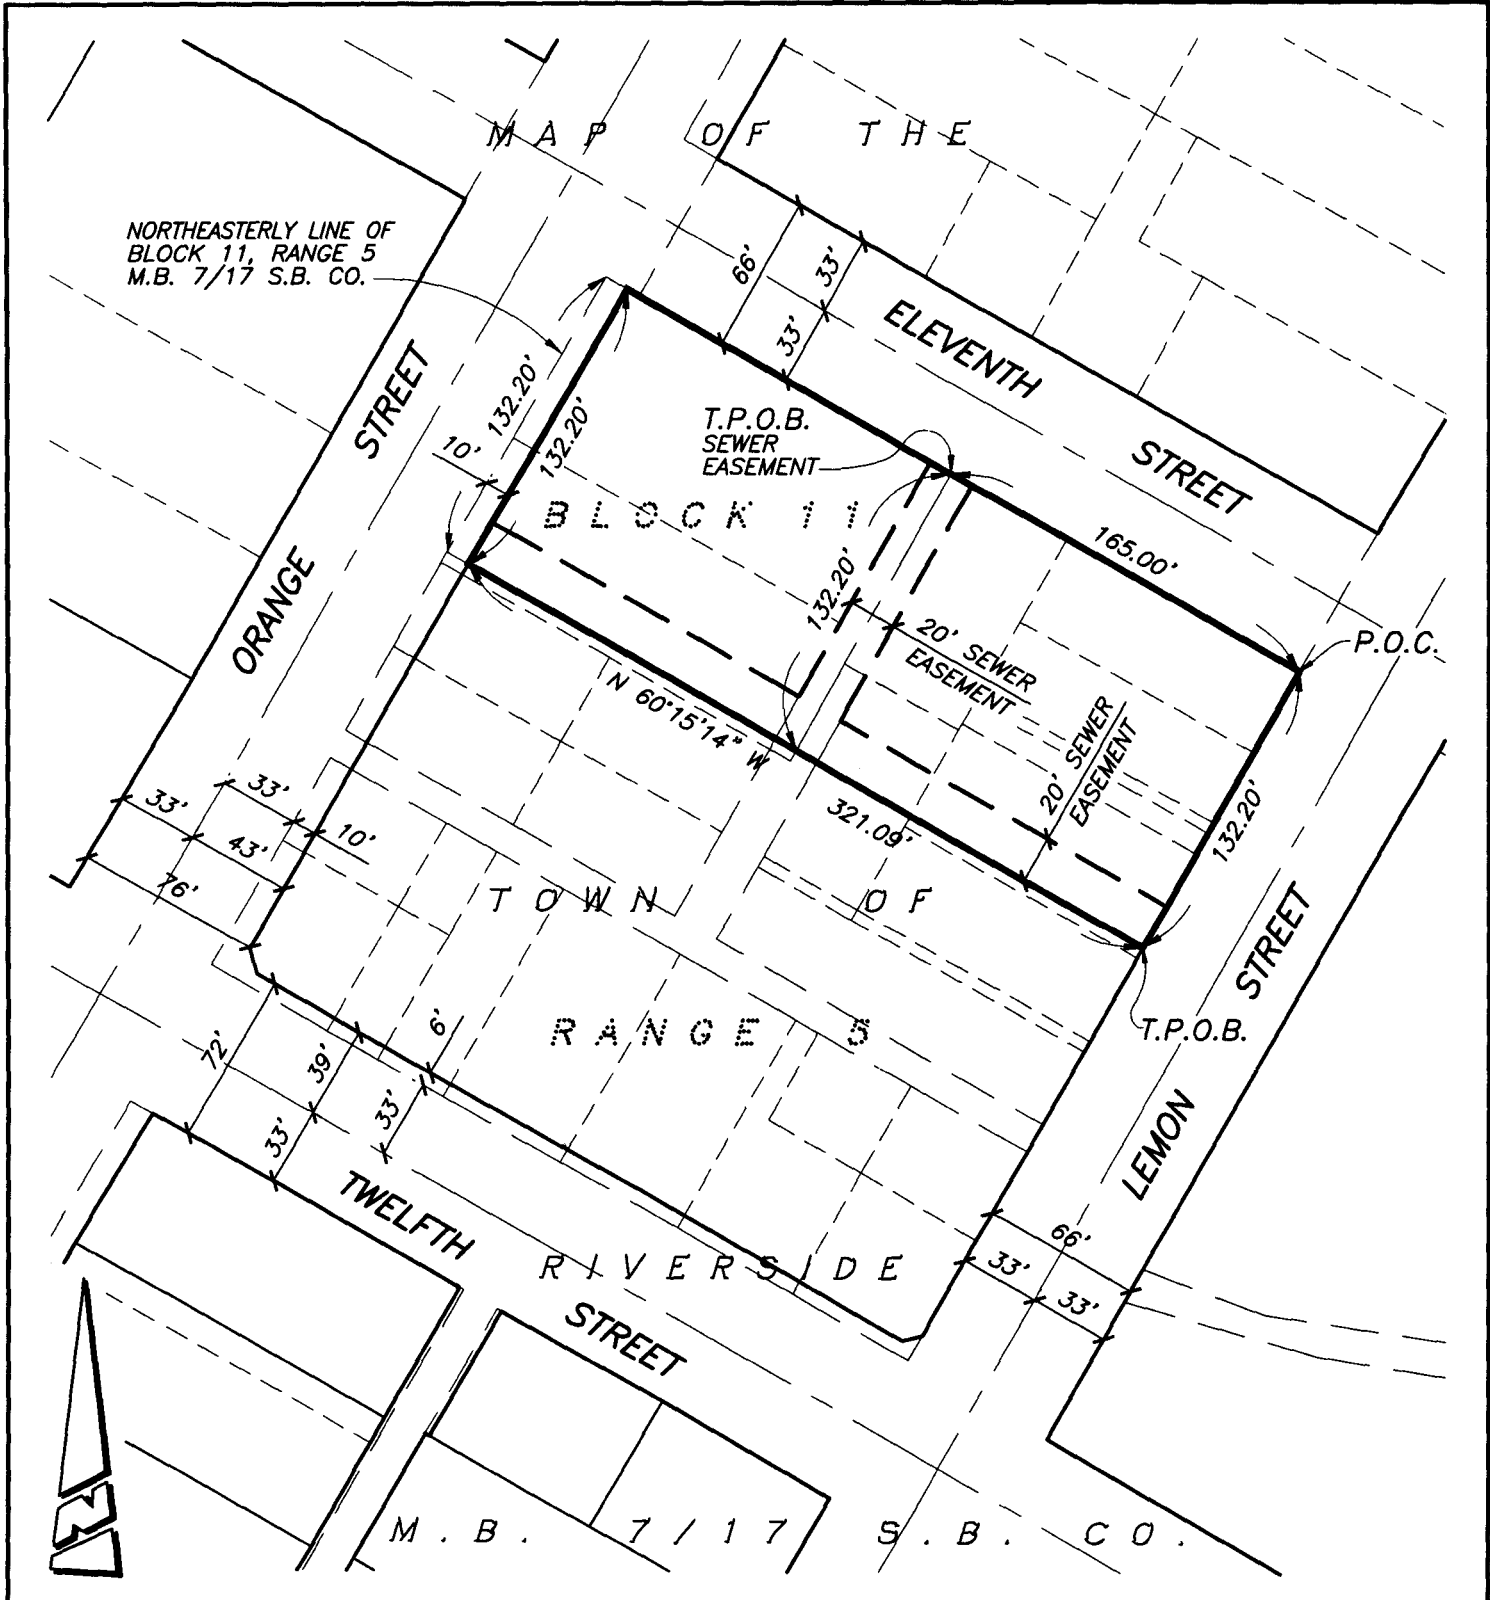 MAP OF THE
NORTHEASTERLY LINE OF
BLOCK 11, RANGE 5
M.B. 7/17 S.B. CO.
66'
33'
33'
ELEVENTH
STREET
ORANGE
STREET
132.20'
132.20'
10'
T.P.O.B.
SEWER
EASEMENT
BLOCK 11
165.00'
132.20'
20' SEWER
EASEMENT
P.O.C.
N 60°15'14" W
321.09'
20' SEWER
EASEMENT
132.20'
33'
33'
43'
10'
76'
TOWN OF
LEMON
STREET
T.P.O.B.
RANGE 5
72'
39'
6'
33'
33'
TWELFTH
STREET
66'
33'
33'
RIVERSIDE
N
M.B. 7/17 S.B. CO.